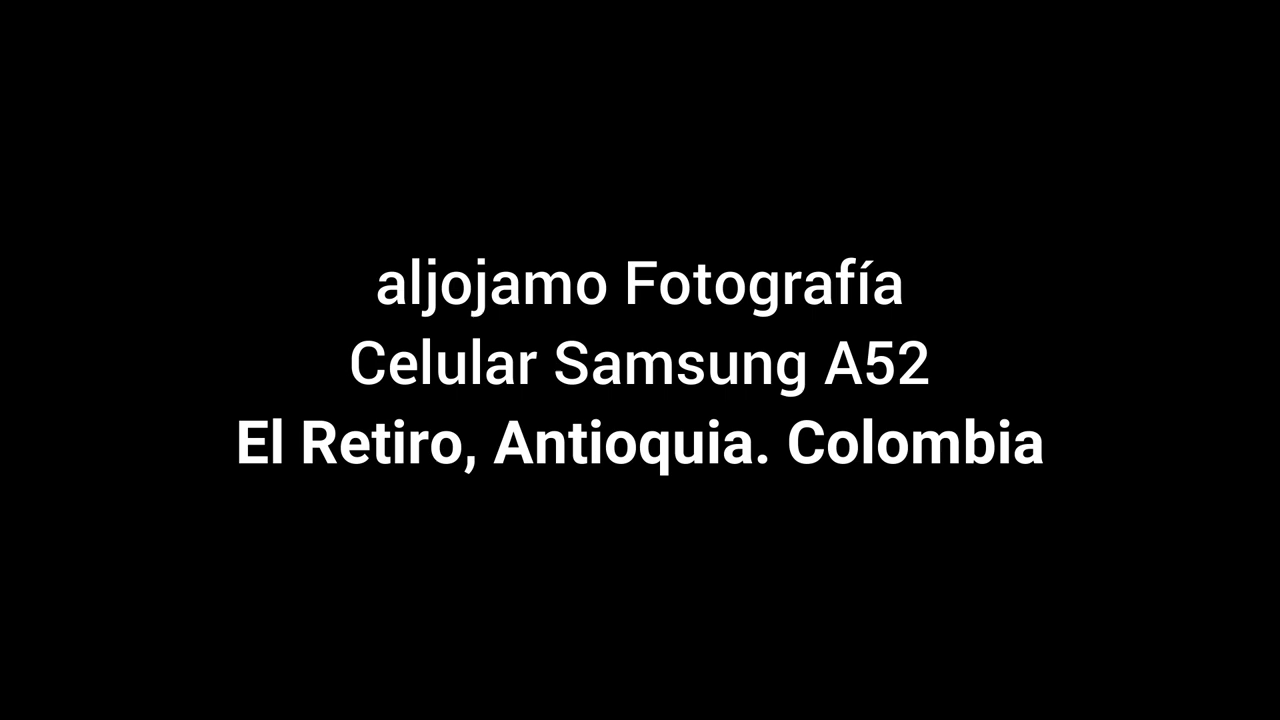 aljojamo Fotografía
Celular Samsung A52
El Retiro, Antioquia. Colombia